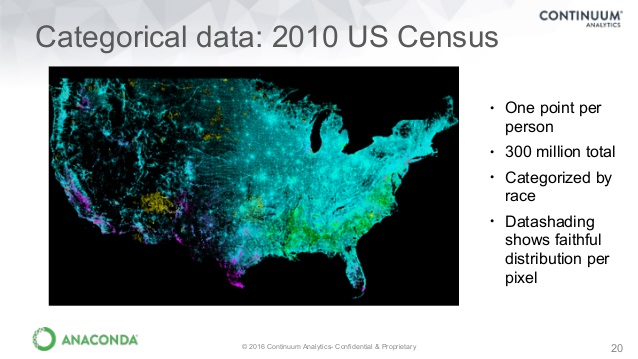 CONTINUUM®
ANALYTICS
Categorical data: 2010 US Census
• One point per
person
• 300 million total
• Categorized by
race
• Datashading
shows faithful
distribution per
pixel
ANACONDA®
© 2016 Continuum Analytics- Confidential & Proprietary
20